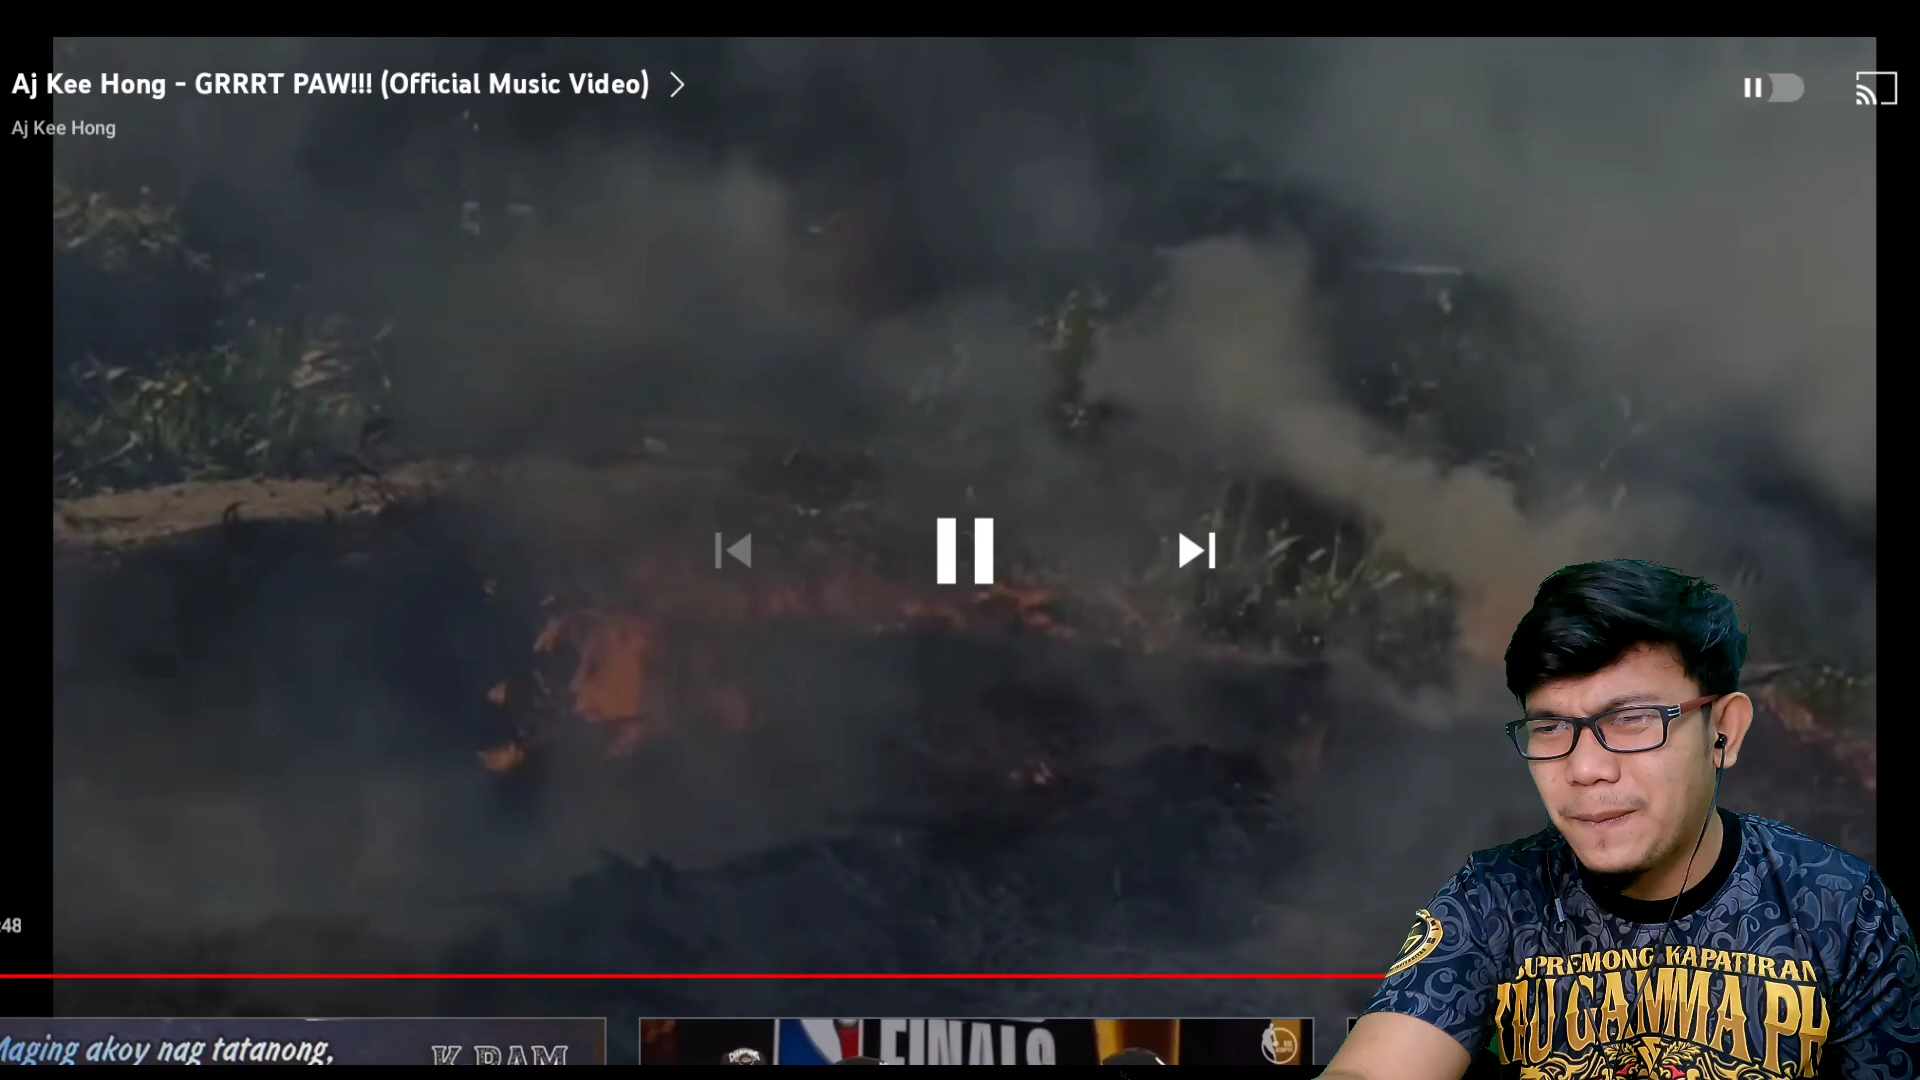 Aj Kee Hong - GRRRT PAW!!! (Official Music Video)
Aj Kee Hong
:48
Maging akoy nag tatanong,
K RAM
FINALS
SUPREMONG KAPATIRAN
TAU GAMMA PH